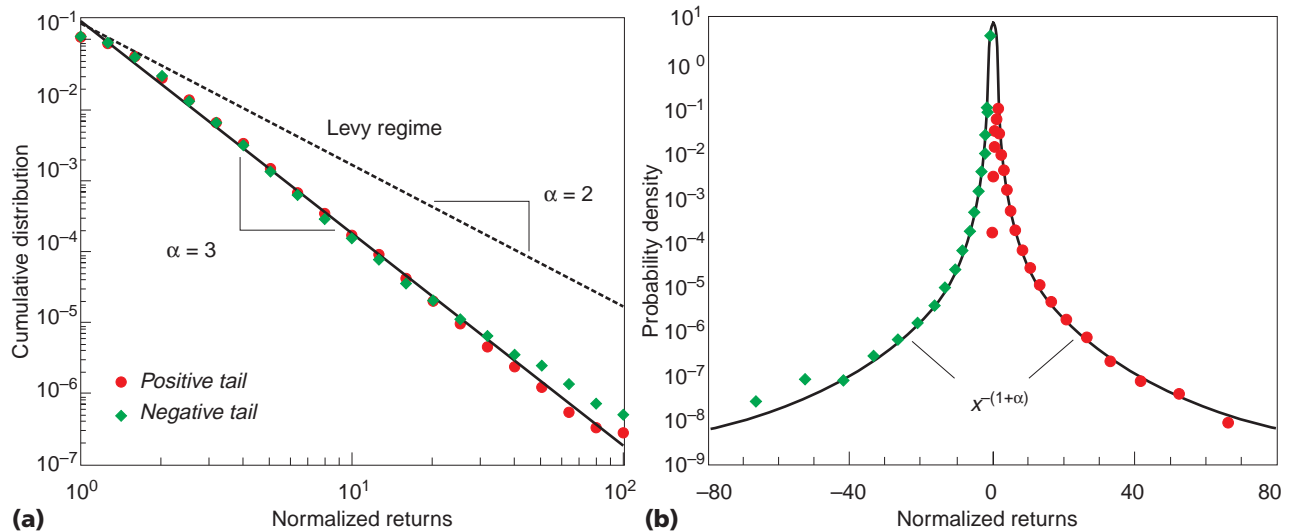 10^-1
10^-2
10^-3
10^-4
10^-5
10^-6
10^-7
Cumulative distribution
Levy regime
α = 2
α = 3
Positive tail
Negative tail
10^0
10^1
10^2
(a)
Normalized returns
10^1
10^0
10^-1
10^-2
10^-3
10^-4
10^-5
10^-6
10^-7
10^-8
10^-9
Probability density
x^-(1+α)
–80
–40
0
40
80
(b)
Normalized returns